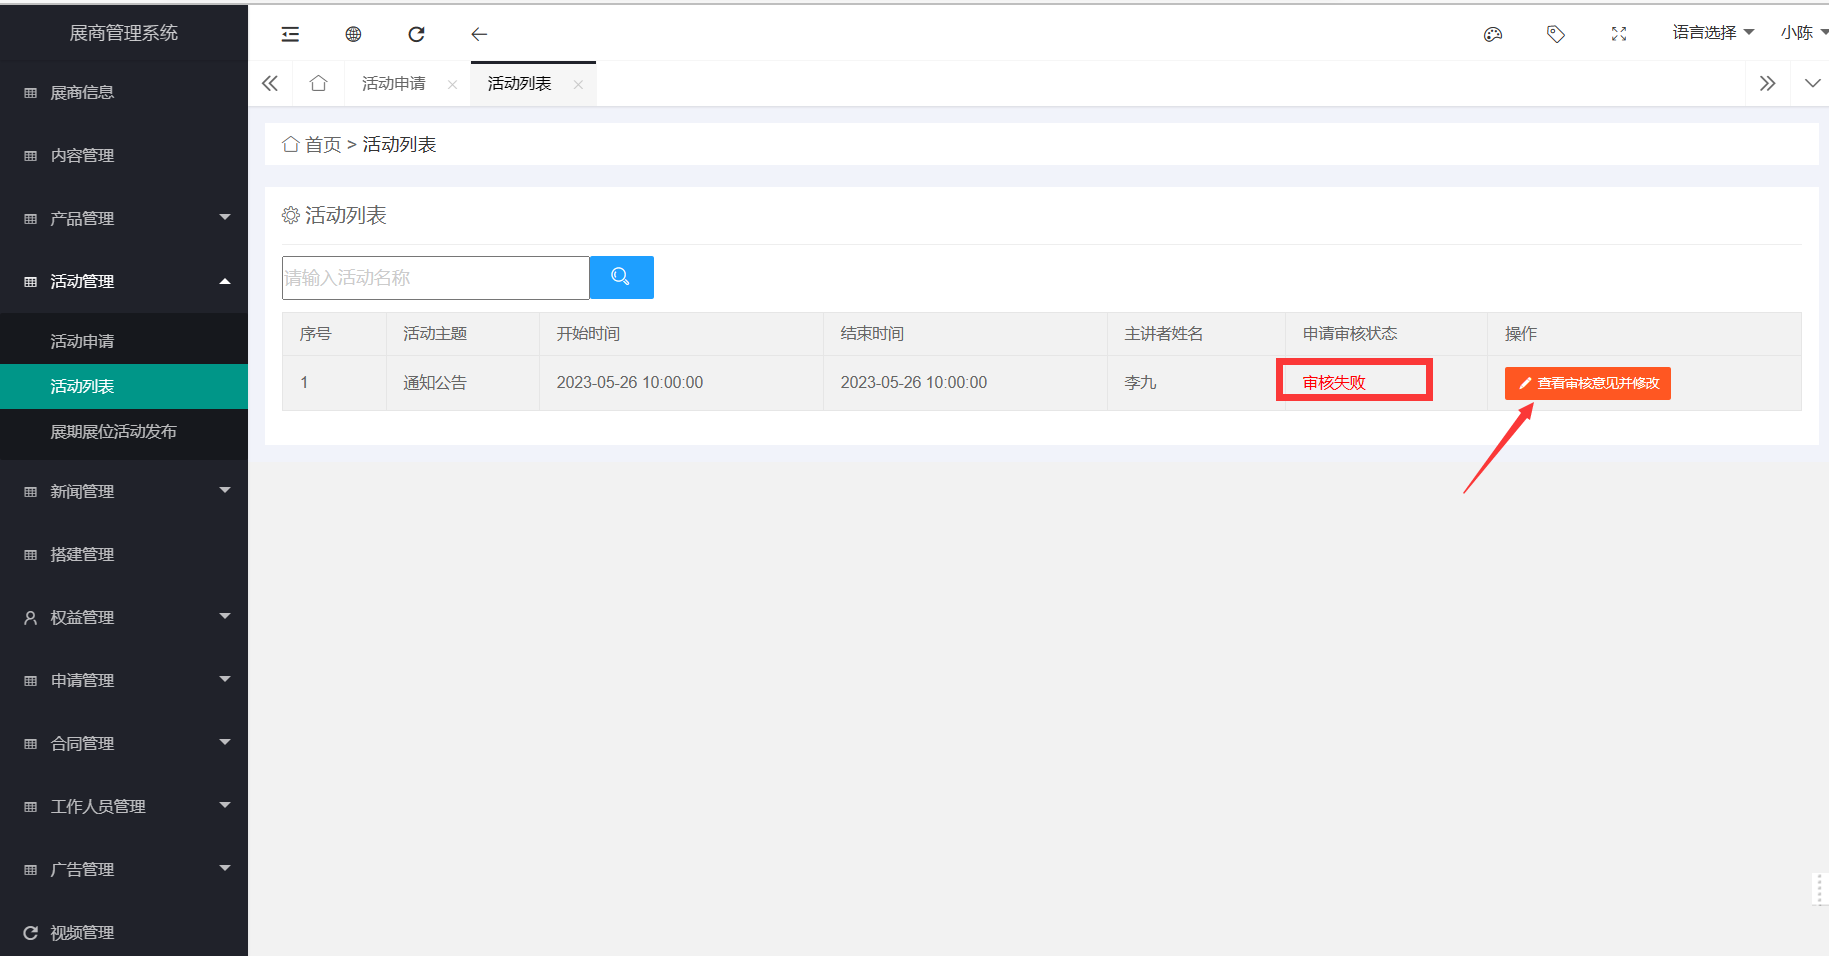 展商管理系统
语言选择
小陈
活动申请
活动列表
首页 > 活动列表
活动列表
请输入活动名称
序号 活动主题 开始时间 结束时间 主讲者姓名 申请审核状态 操作
1 通知公告 2023-05-26 10:00:00 2023-05-26 10:00:00 李九 审核失败 查看审核意见并修改
展商信息
内容管理
产品管理
活动管理
活动申请
活动列表
展期展位活动发布
新闻管理
搭建管理
权益管理
申请管理
合同管理
工作人员管理
广告管理
视频管理